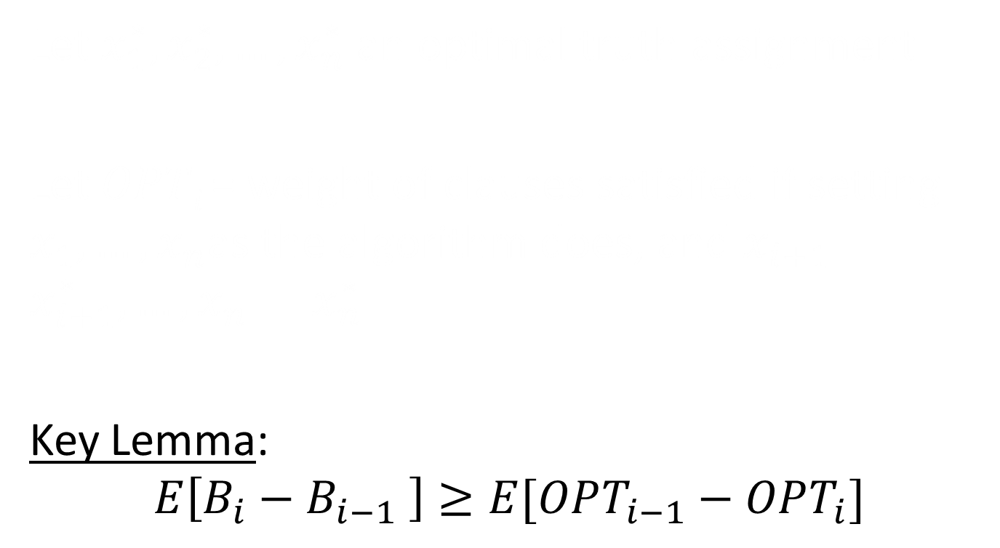 Key Lemma:
E[B_i − B_{i−1} ] ≥ E[OPT_{i−1} − OPT_i]